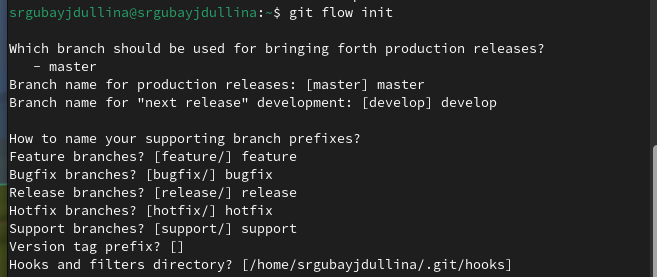 srgubayjdullina@srgubayjdullina:~$ git flow init
Which branch should be used for bringing forth production releases?
- master
Branch name for production releases: [master] master
Branch name for "next release" development: [develop] develop
How to name your supporting branch prefixes?
Feature branches? [feature/] feature
Bugfix branches? [bugfix/] bugfix
Release branches? [release/] release
Hotfix branches? [hotfix/] hotfix
Support branches? [support/] support
Version tag prefix? []
Hooks and filters directory? [/home/srgubayjdullina/.git/hooks]